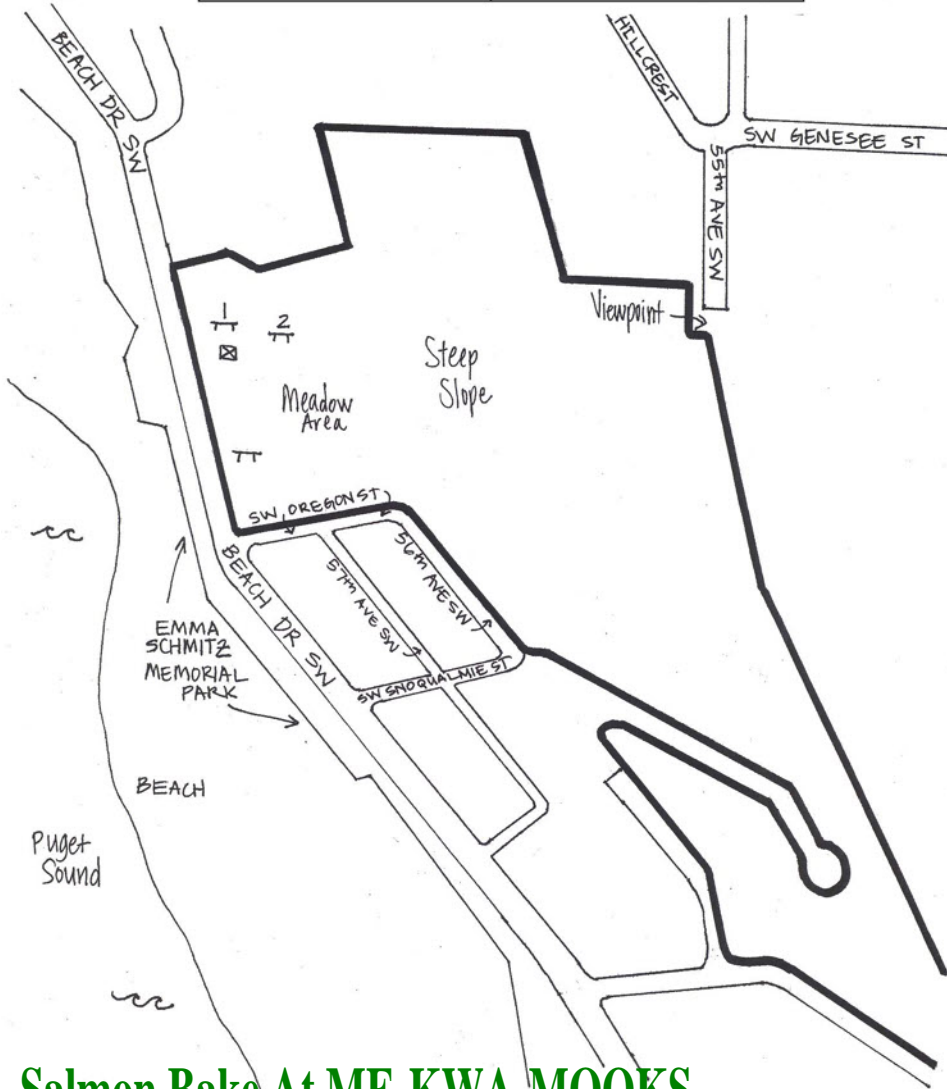 BEACH DR SW
HILLCREST
SW GENESEE ST
55th AVE SW
Viewpoint
1
2
Steep
Slope
Meadow
Area
SW OREGON ST
BEACH DR SW
57th AVE SW
56th AVE SW
SW SNOQUALMIE ST
EMMA
SCHMITZ
MEMORIAL
PARK
BEACH
Puget
Sound
Salmon Bake At ME-KWA-MOOKS